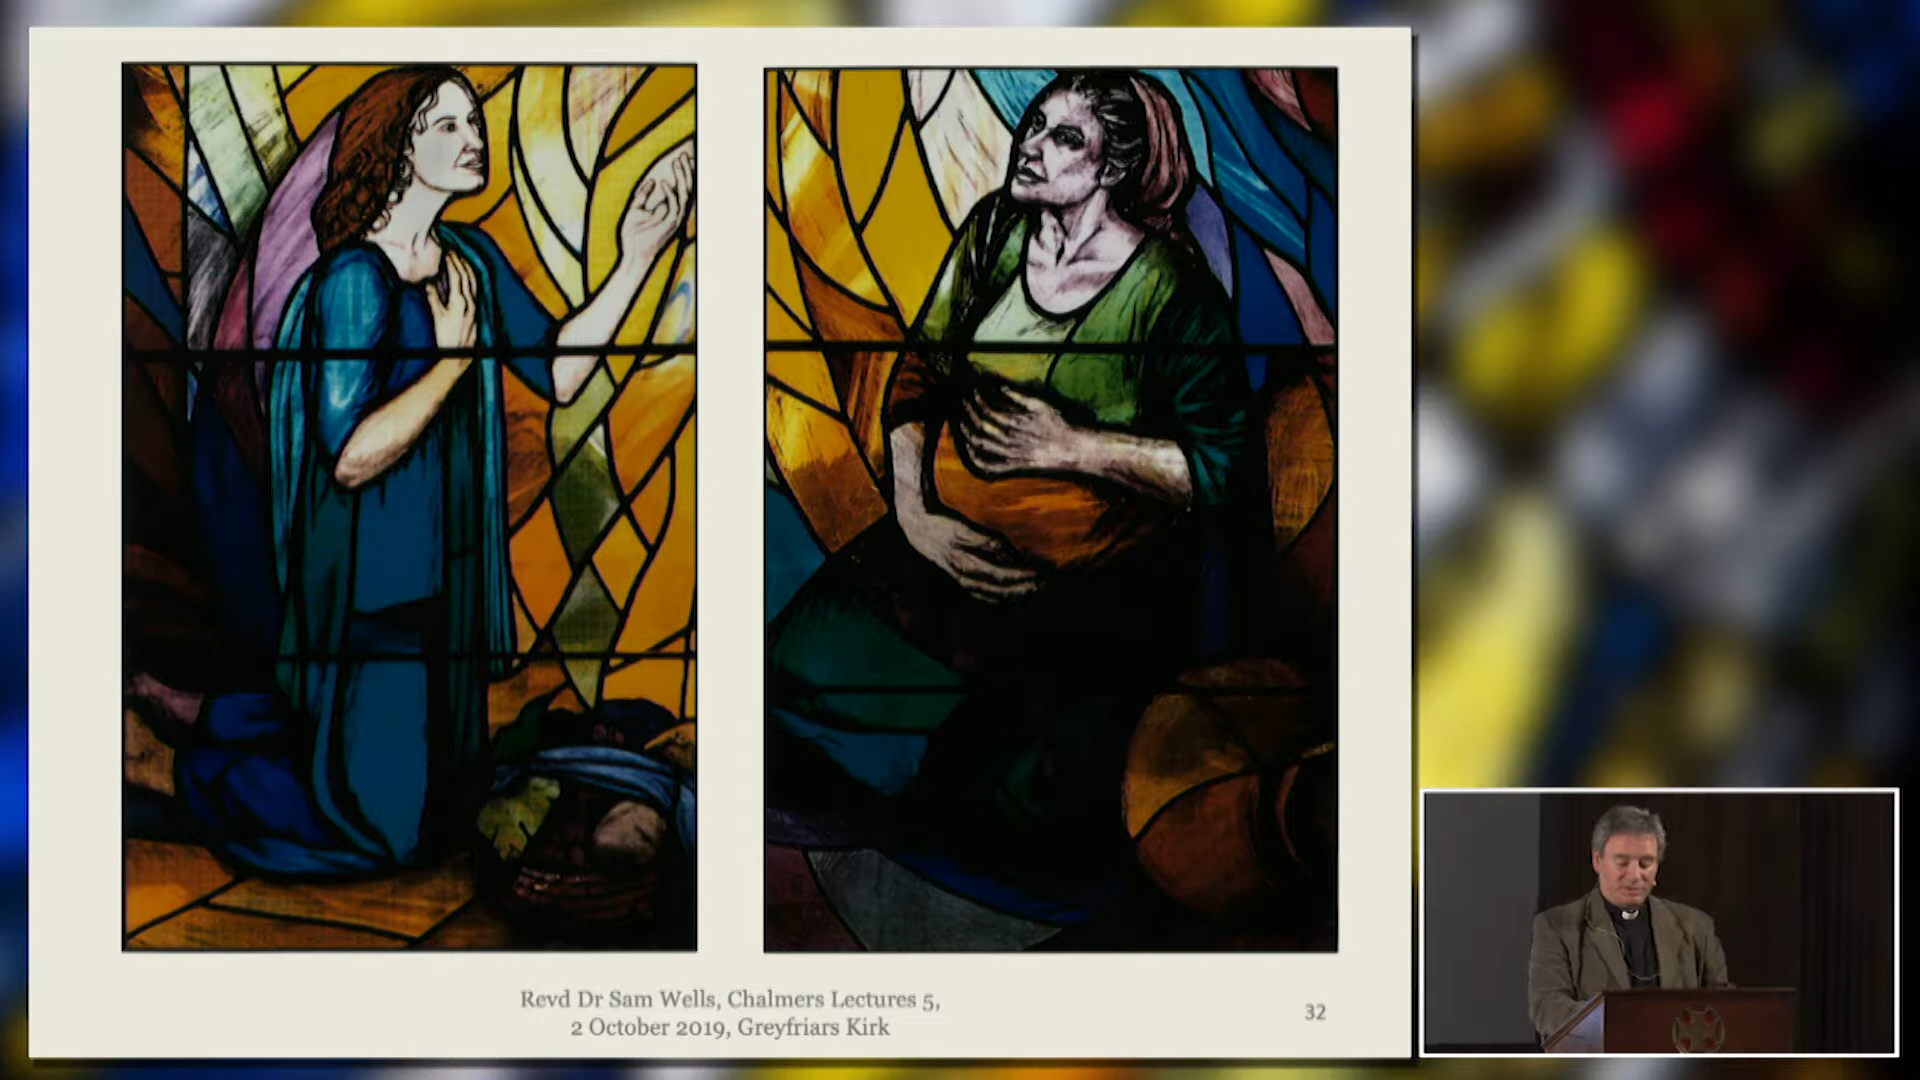 Revd Dr Sam Wells, Chalmers Lectures 5,
2 October 2019, Greyfriars Kirk
32